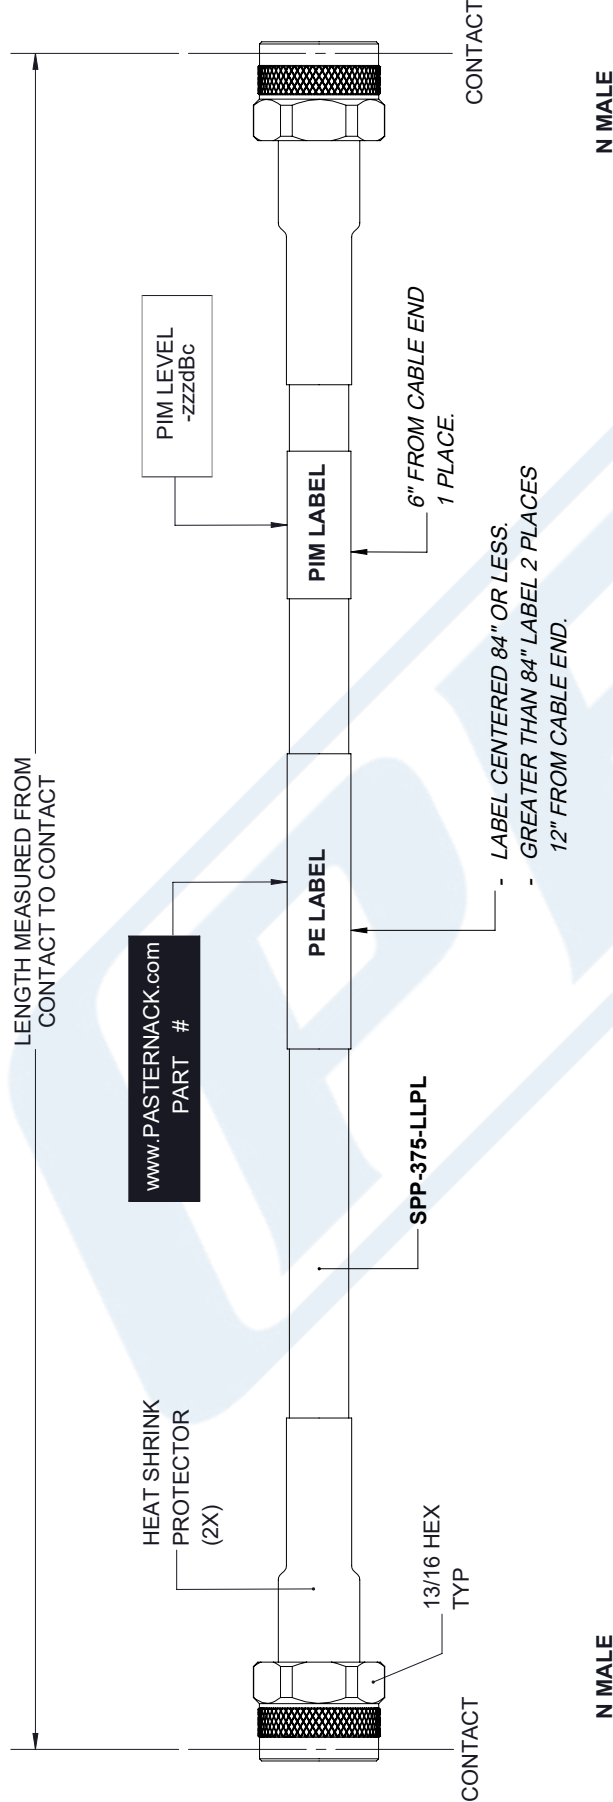 LENGTH MEASURED FROM
CONTACT TO CONTACT
HEAT SHRINK
PROTECTOR
(2X)
www.PASTERNACK.com
PART #
PIM LEVEL
-zzzdBc
PE LABEL
PIM LABEL
CONTACT
13/16 HEX
TYP
SPP-375-LLPL
- LABEL CENTERED 84" OR LESS.
- GREATER THAN 84" LABEL 2 PLACES
12" FROM CABLE END.
6" FROM CABLE END
1 PLACE.
CONTACT
N MALE
N MALE